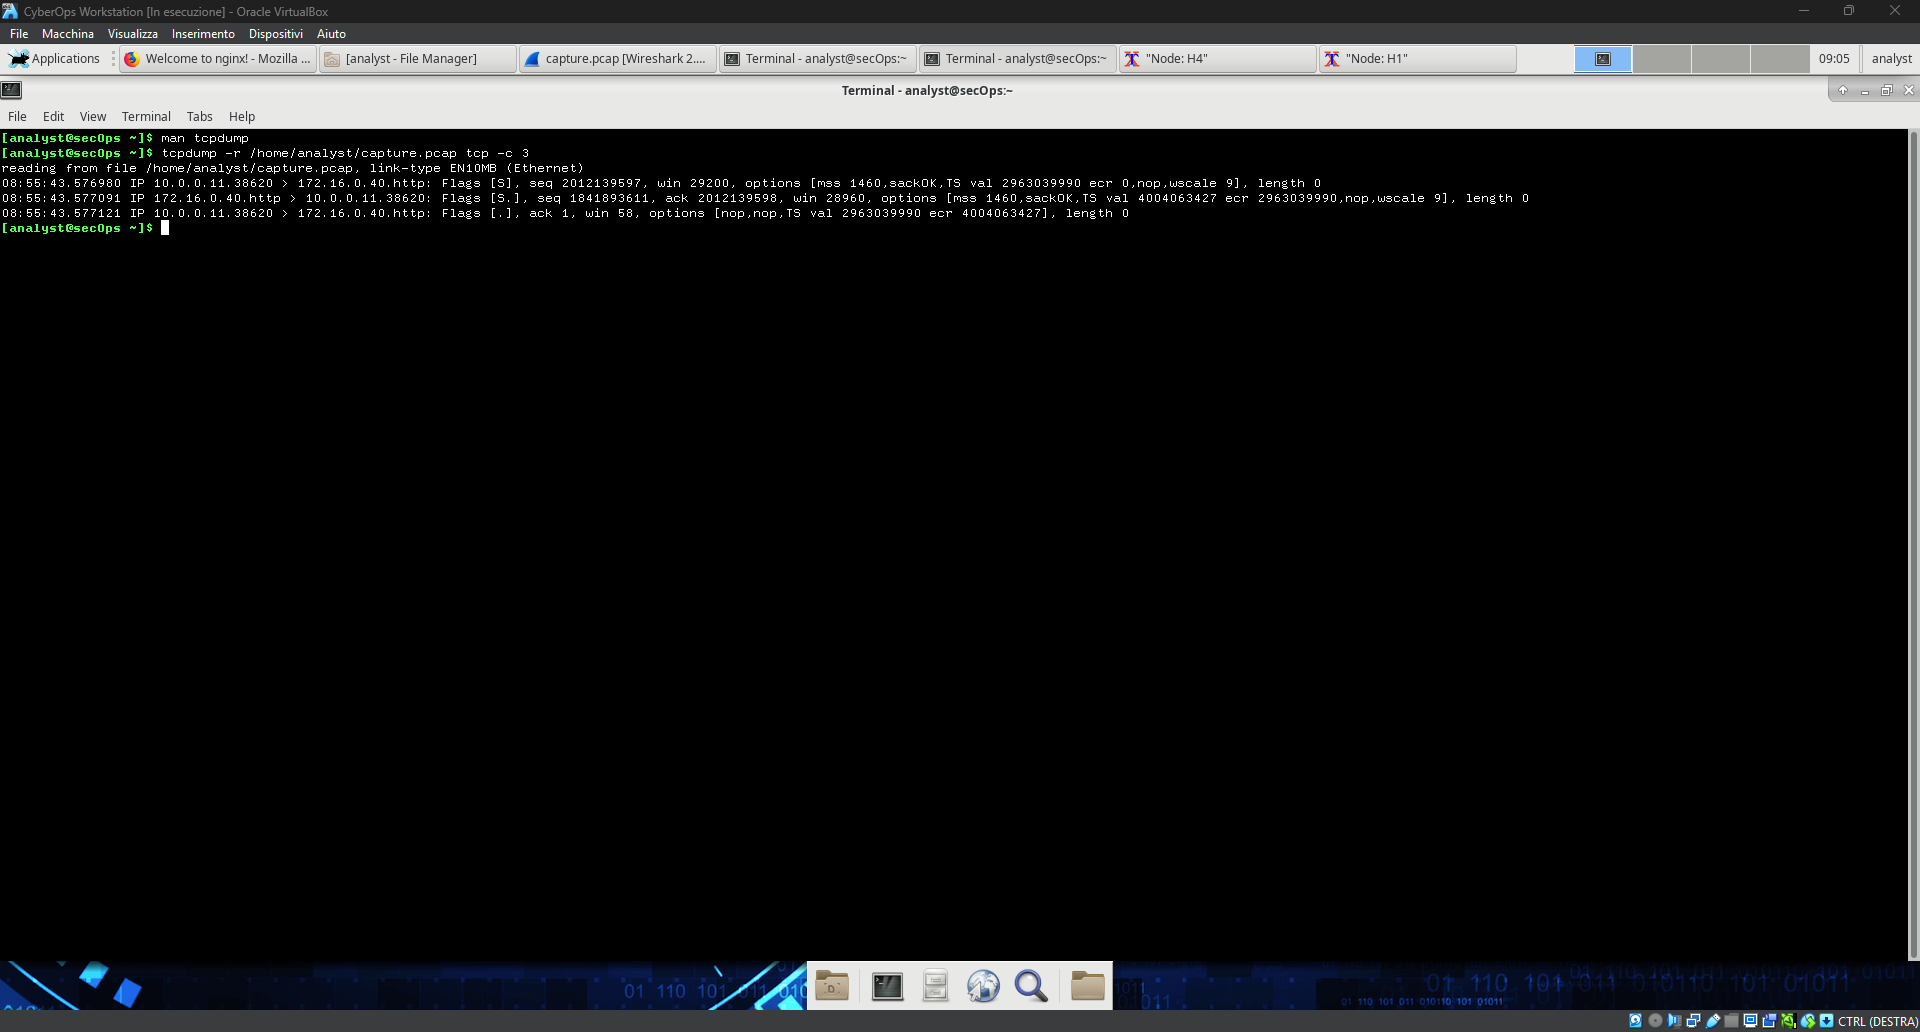 CyberOps Workstation [In esecuzione] - Oracle VirtualBox
File Macchina Visualizza Inserimento Dispositivi Aiuto
Applications Welcome to nginx! - Mozilla ... [analyst - File Manager] capture.pcap [Wireshark 2.... Terminal - analyst@secOps:~ Terminal - analyst@secOps:~ "Node: H4" "Node: H1" 09:05 analyst
Terminal - analyst@secOps:~
File Edit View Terminal Tabs Help
[analyst@secOps ~]$ man tcpdump
[analyst@secOps ~]$ tcpdump -r /home/analyst/capture.pcap tcp -c 3
reading from file /home/analyst/capture.pcap, link-type EN10MB (Ethernet)
08:55:43.576980 IP 10.0.0.11.38620 > 172.16.0.40.http: Flags [S], seq 2012139597, win 29200, options [mss 1460,sackOK,TS val 2963039990 ecr 0,nop,wscale 9], length 0
08:55:43.577091 IP 172.16.0.40.http > 10.0.0.11.38620: Flags [S.], seq 1841893611, ack 2012139598, win 28960, options [mss 1460,sackOK,TS val 4004063427 ecr 2963039990,nop,wscale 9], length 0
08:55:43.577121 IP 10.0.0.11.38620 > 172.16.0.40.http: Flags [.], ack 1, win 58, options [nop,nop,TS val 2963039990 ecr 4004063427], length 0
[analyst@secOps ~]$
CTRL (DESTRA)